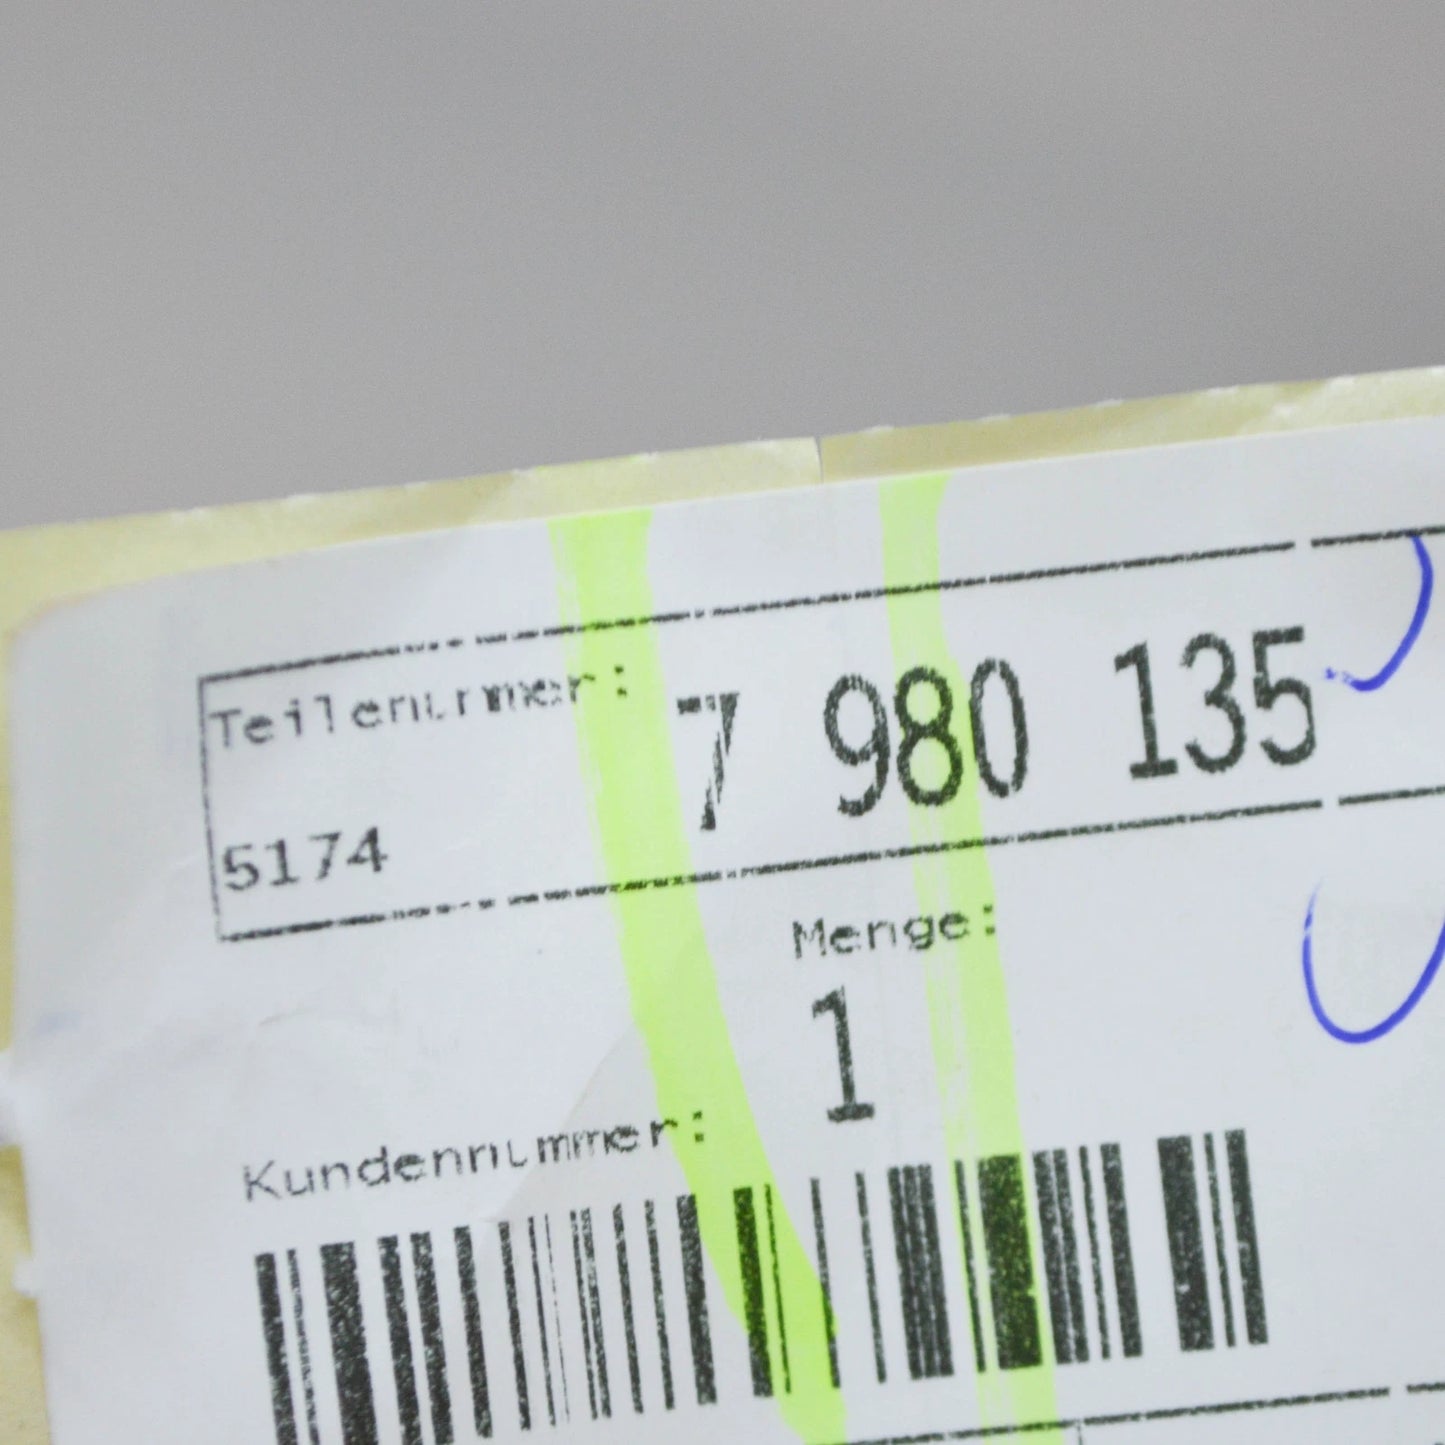 Teilenummer: 7 980 135
5174
Menge:
1
Kundennummer: